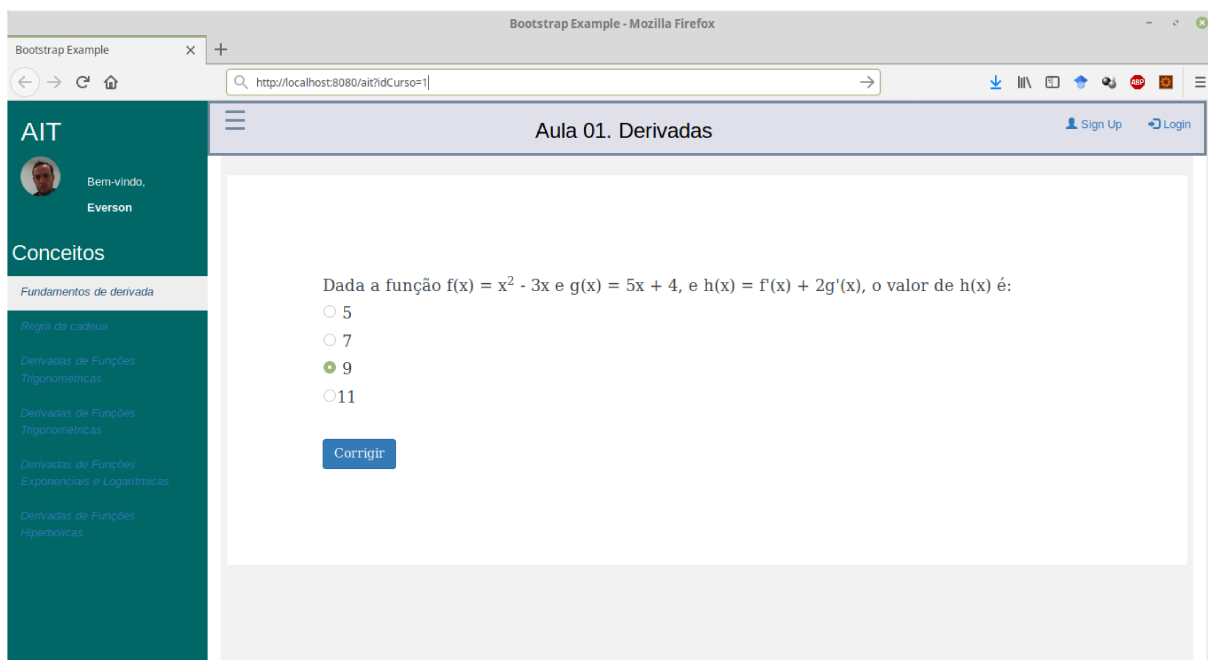 Bootstrap Example - Mozilla Firefox
Bootstrap Example
http://localhost:8080/ait?idCurso=1
ABP
AIT
Aula 01. Derivadas
Sign Up
Login
Bem-vindo,
Everson
Conceitos
Fundamentos de derivada
Regra da cadeua
Derivadas de Funções
Trigonométricas
Derivadas de Funções
Trigonométricas
Derivadas de Funções
Exponenciais e Logarítmicas
Derivadas de Funções
Hiperbólicas
Dada a função f(x) = x² - 3x e g(x) = 5x + 4, e h(x) = f'(x) + 2g'(x), o valor de h(x) é:
5
7
9
11
Corrigir